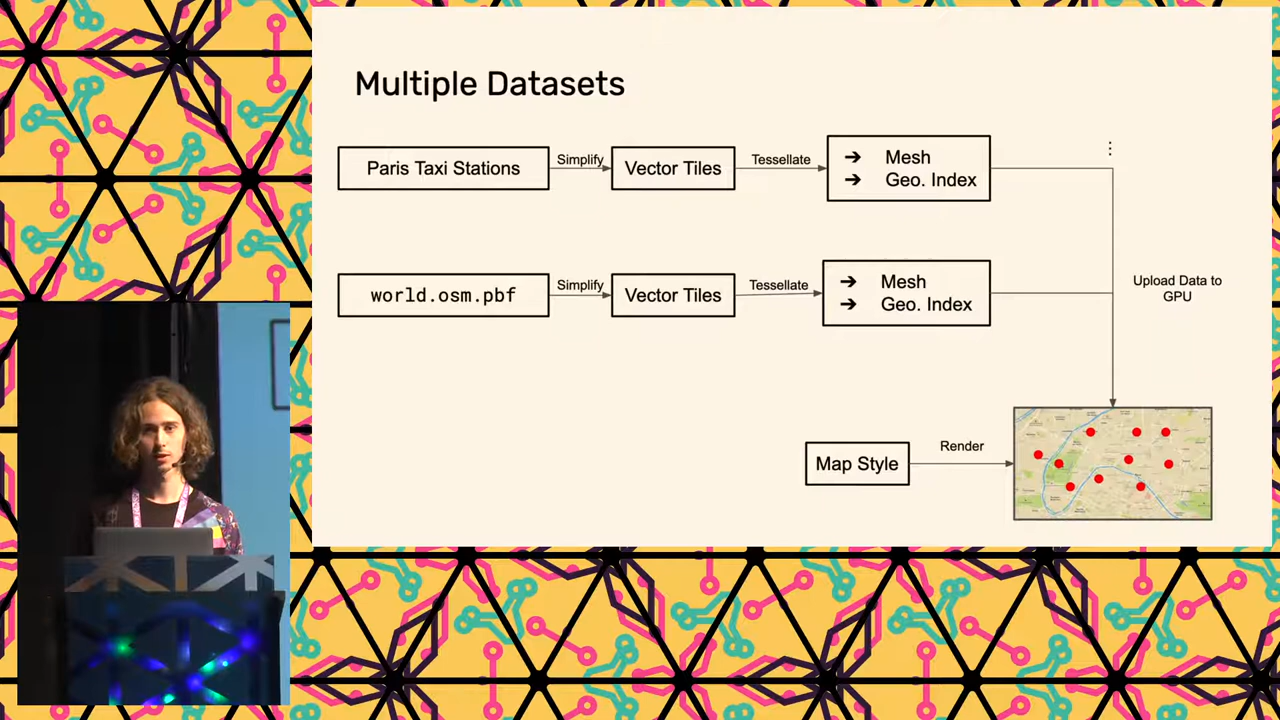 Multiple Datasets
Paris Taxi Stations
Simplify
Vector Tiles
Tessellate
➔ Mesh
➔ Geo. Index
⋮
world.osm.pbf
Simplify
Vector Tiles
Tessellate
➔ Mesh
➔ Geo. Index
Upload Data to
GPU
Map Style
Render